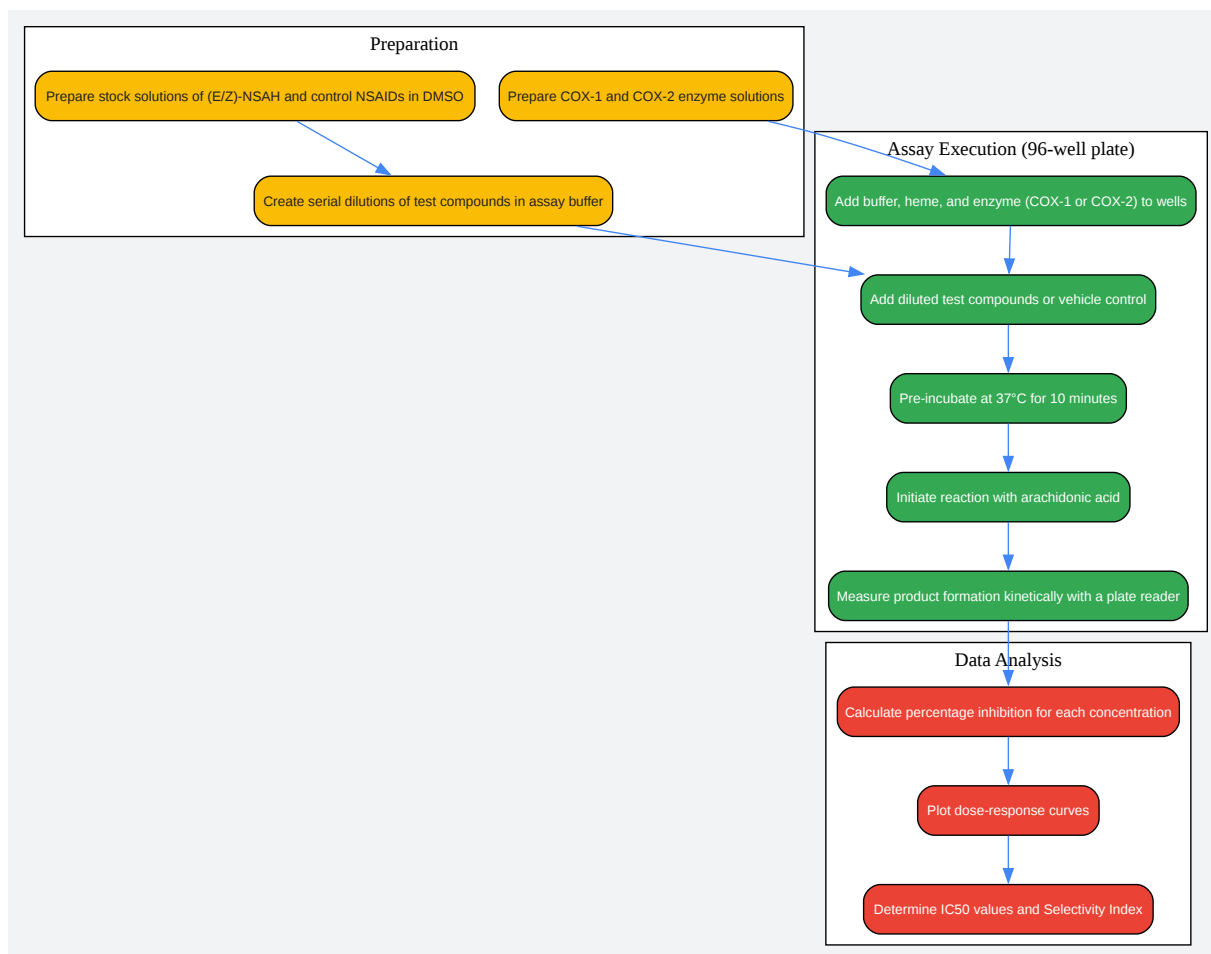 Preparation
Prepare stock solutions of (E/Z)-NSAH and control NSAIDs in DMSO
Prepare COX-1 and COX-2 enzyme solutions
Create serial dilutions of test compounds in assay buffer
Assay Execution (96-well plate)
Add buffer, heme, and enzyme (COX-1 or COX-2) to wells
Add diluted test compounds or vehicle control
Pre-incubate at 37°C for 10 minutes
Initiate reaction with arachidonic acid
Measure product formation kinetically with a plate reader
Data Analysis
Calculate percentage inhibition for each concentration
Plot dose-response curves
Determine IC50 values and Selectivity Index